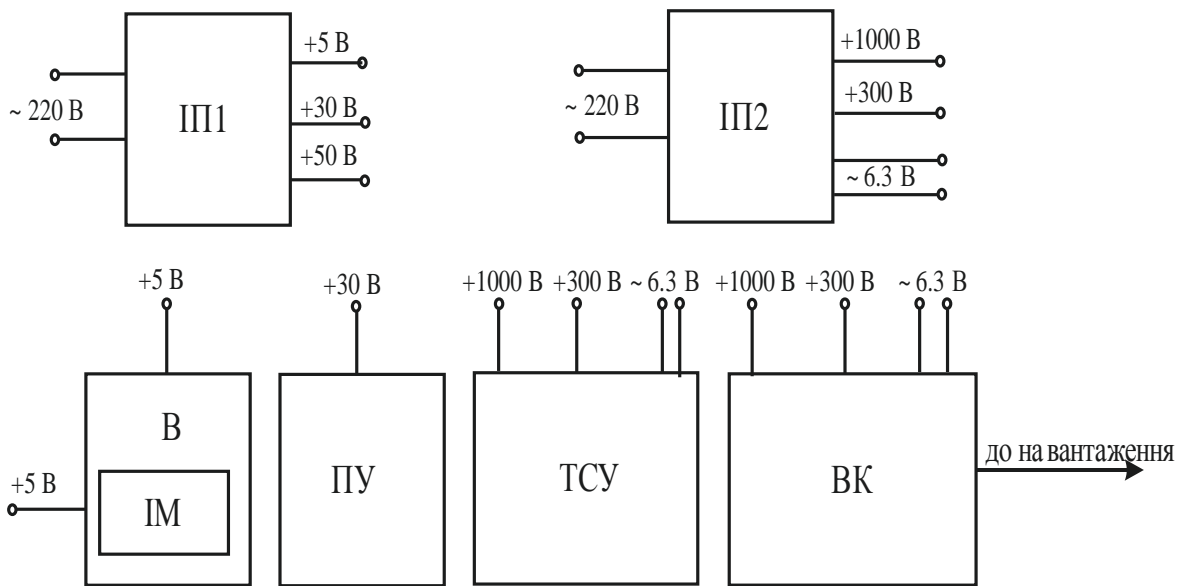 +5 В
+1000 В
~ 220 В
ІП1
+30 В
~ 220 В
ІП2
+300 В
+50 В
~ 6.3 В
+5 В
+30 В
+1000 В +300 В ~ 6.3 В
+1000 В +300 В ~ 6.3 В
В
+5 В
ІМ
ПУ
ТСУ
ВК
до на вантаження